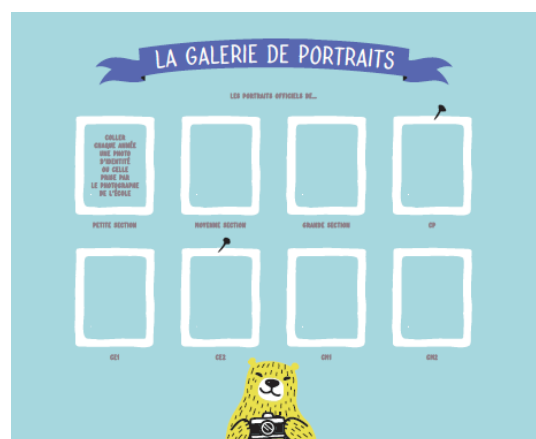 LA GALERIE DE PORTRAITS
LES PORTRAITS OFFICIELS DE...
COLLER
CHAQUE ANNÉE
UNE PHOTO
D'IDENTITÉ
OU CELLE
PRISE PAR
LE PHOTOGRAPHE
DE L'ÉCOLE
PETITE SECTION
MOYENNE SECTION
GRANDE SECTION
CP
CE1
CE2
CM1
CM2